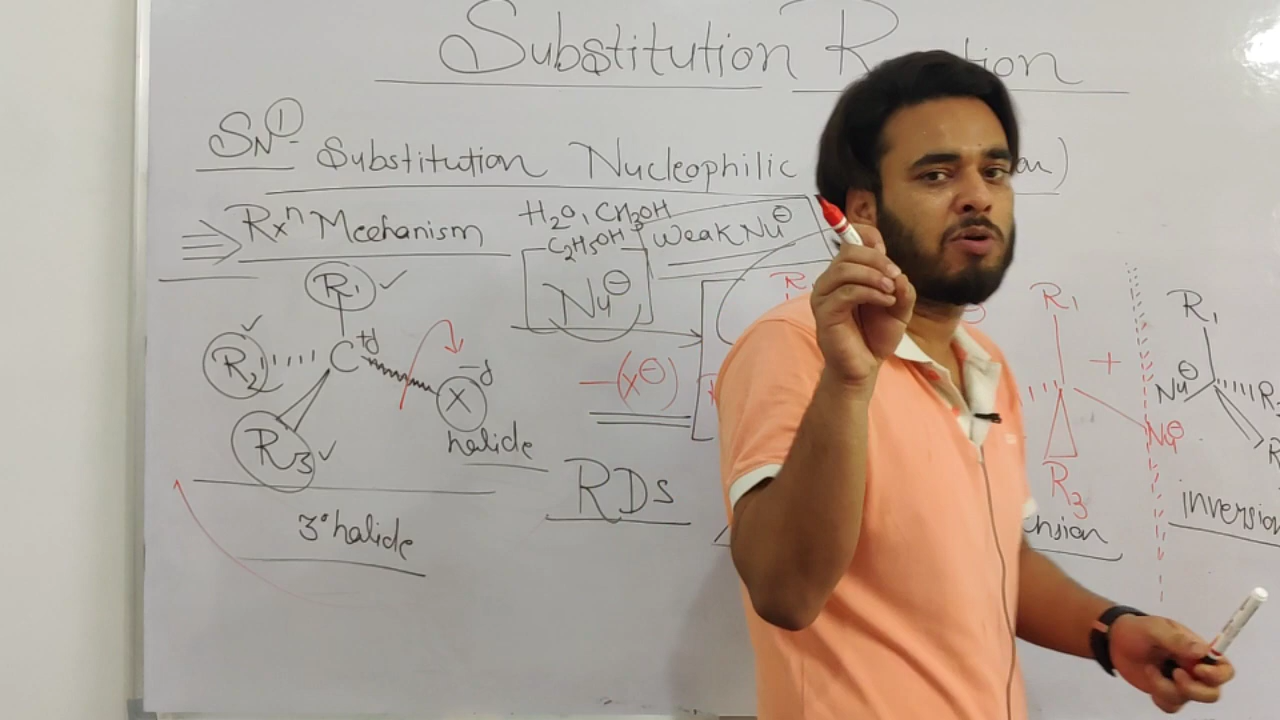 Substitution R tion
SN1- Substitution Nucleophilic
Rxn Mechanism
H2O, CH3OH
C2H5OH
Weak Nu⊖
Nu⊖
R1
R2
C+δ
-δ
X
R3
halide
3° halide
-(X⊖)
RDS
R1
+
Nu⊖
R3
R1
Nu⊖
inversion